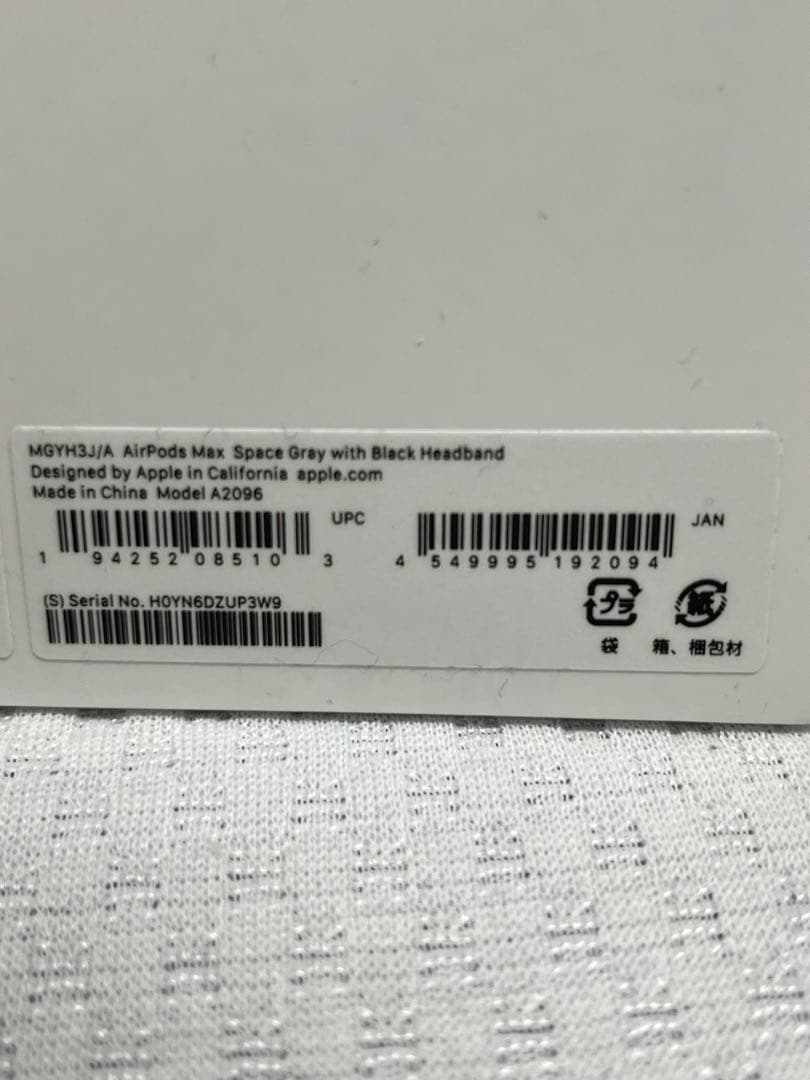 MGYH3J/A AirPods Max Space Gray with Black Headband
Designed by Apple in California apple.com
Made in China Model A2096
UPC
1 94252 08510 3
JAN
4 549995 192094
(S) Serial No. H0YN6DZUP3W9
プラ
紙
袋
箱、梱包材